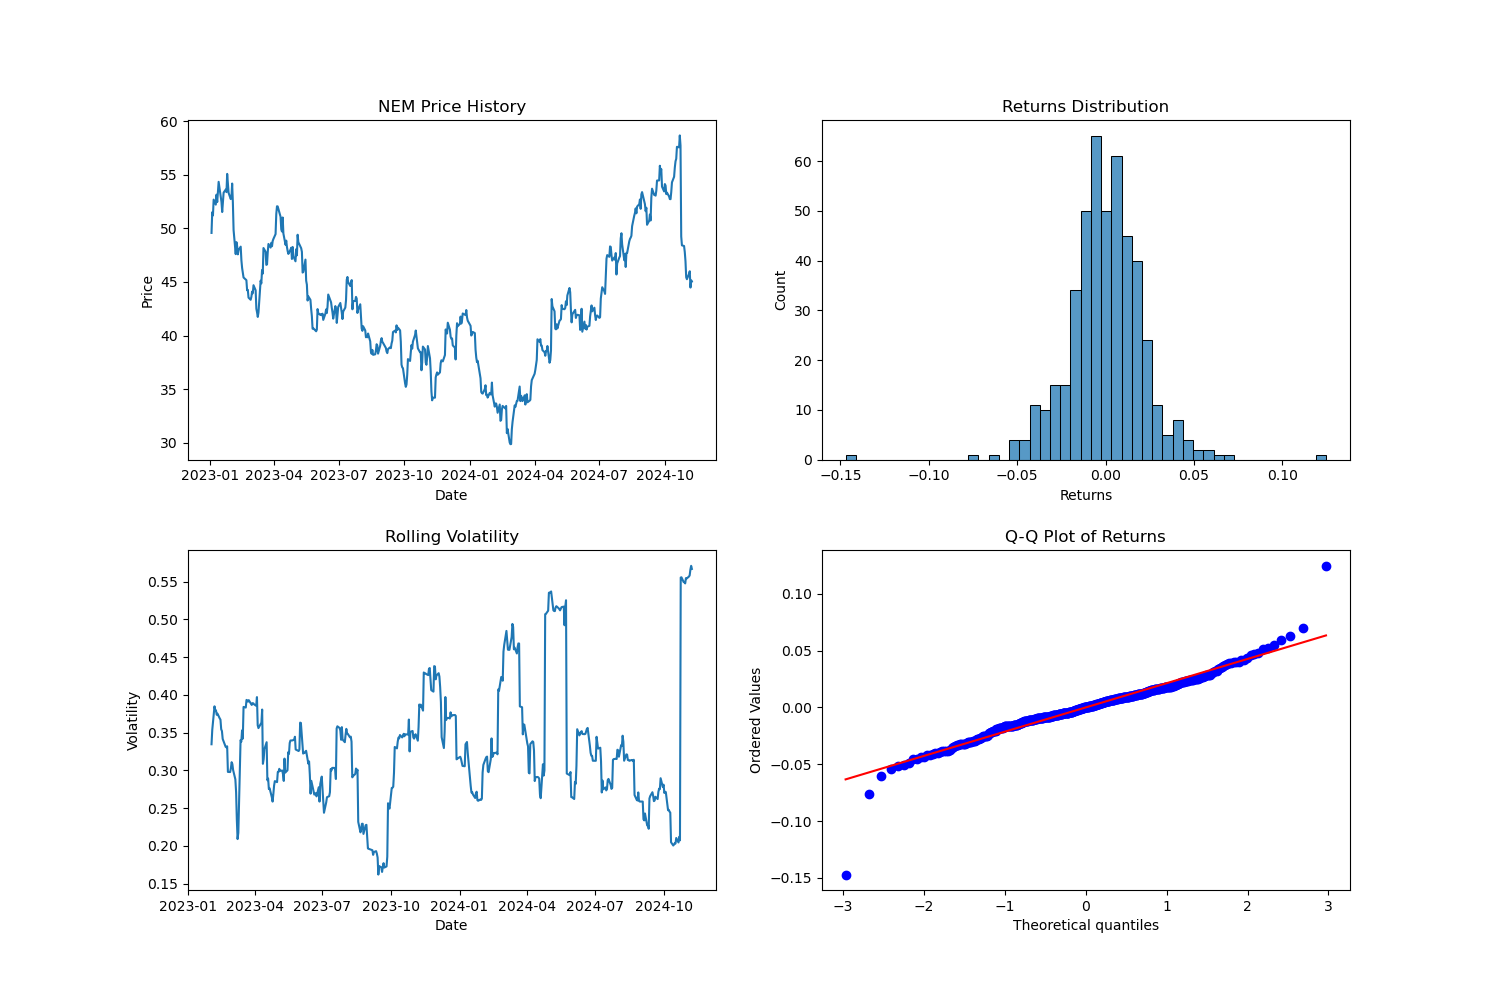 NEM Price History
60
55
50
45
40
35
30
Price
2023-01 2023-04 2023-07 2023-10 2024-01 2024-04 2024-07 2024-10
Date
Returns Distribution
60
50
40
30
20
10
0
Count
−0.15 −0.10 −0.05 0.00 0.05 0.10
Returns
Rolling Volatility
0.55
0.50
0.45
0.40
0.35
0.30
0.25
0.20
0.15
Volatility
2023-01 2023-04 2023-07 2023-10 2024-01 2024-04 2024-07 2024-10
Date
Q-Q Plot of Returns
0.10
0.05
0.00
−0.05
−0.10
−0.15
Ordered Values
−3 −2 −1 0 1 2 3
Theoretical quantiles